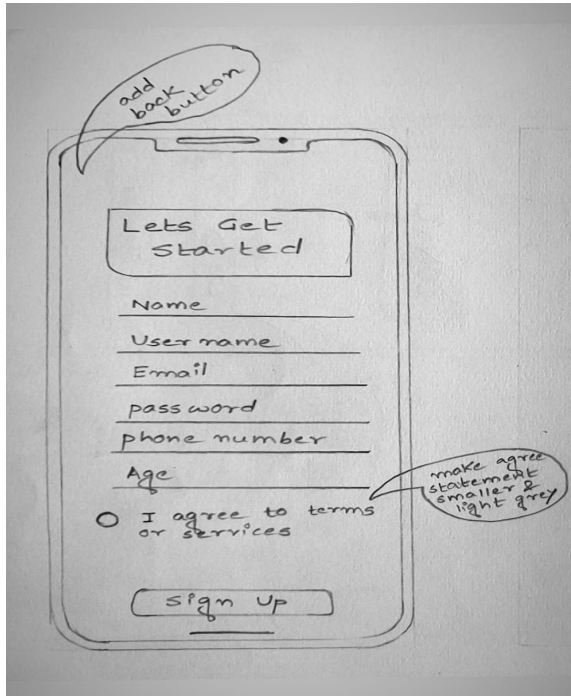 add
back
button
Lets Get
Started
Name
User name
Email
pass word
phone number
Age
make agree
statement
smaller &
light grey
I agree to terms
or services
Sign Up